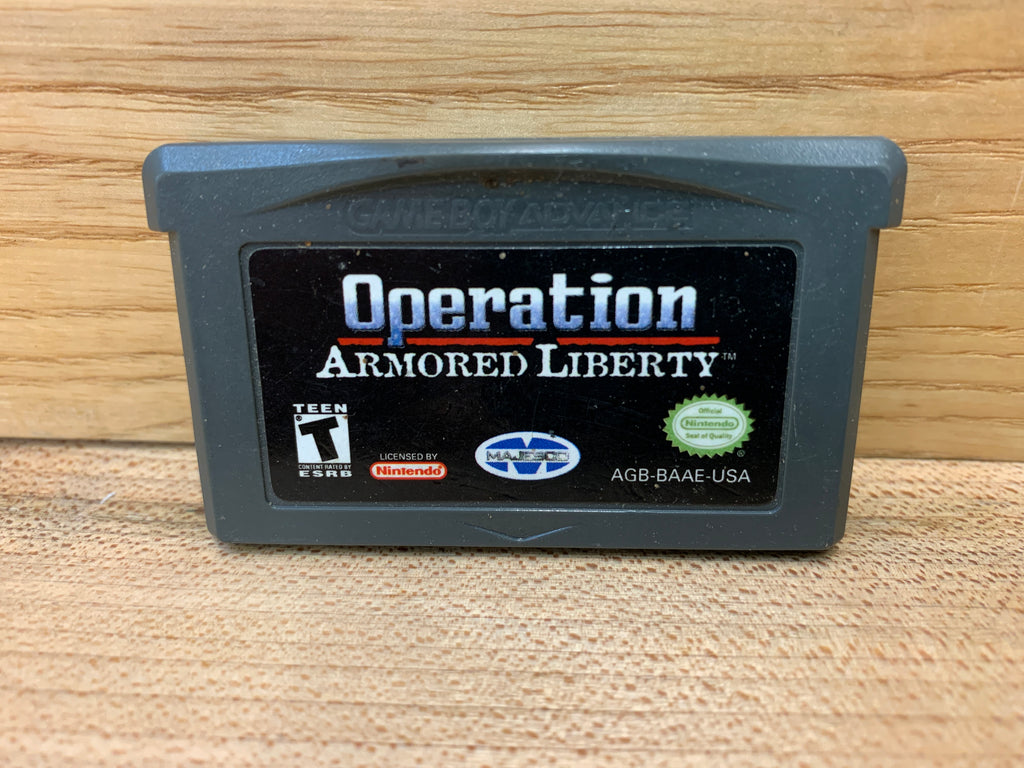 GAME BOY ADVANCE
Operation
ARMORED LIBERTY™
TEEN
T
®
CONTENT RATED BY
ESRB
LICENSED BY
Nintendo®
MAJESCO
Official
Nintendo
Seal of Quality
®
AGB-BAAE-USA